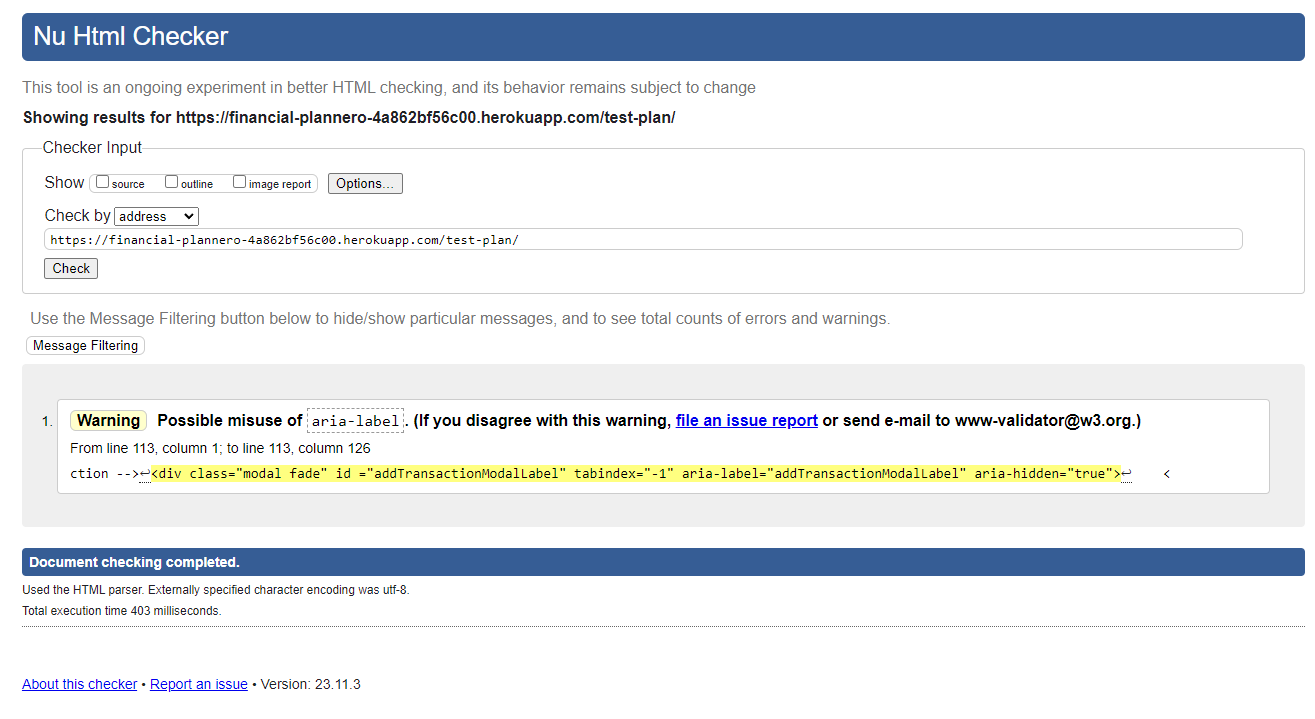 Nu Html Checker
This tool is an ongoing experiment in better HTML checking, and its behavior remains subject to change
Showing results for https://financial-plannero-4a862bf56c00.herokuapp.com/test-plan/
Checker Input
Show source outline image report Options...
Check by address
https://financial-plannero-4a862bf56c00.herokuapp.com/test-plan/
Check
Use the Message Filtering button below to hide/show particular messages, and to see total counts of errors and warnings.
Message Filtering
1. Warning Possible misuse of aria-label. (If you disagree with this warning, file an issue report or send e-mail to www-validator@w3.org.)
From line 113, column 1; to line 113, column 126
ction -->↩<div class="modal fade" id ="addTransactionModalLabel" tabindex="-1" aria-label="addTransactionModalLabel" aria-hidden="true">↩ <
Document checking completed.
Used the HTML parser. Externally specified character encoding was utf-8.
Total execution time 403 milliseconds.
About this checker • Report an issue • Version: 23.11.3